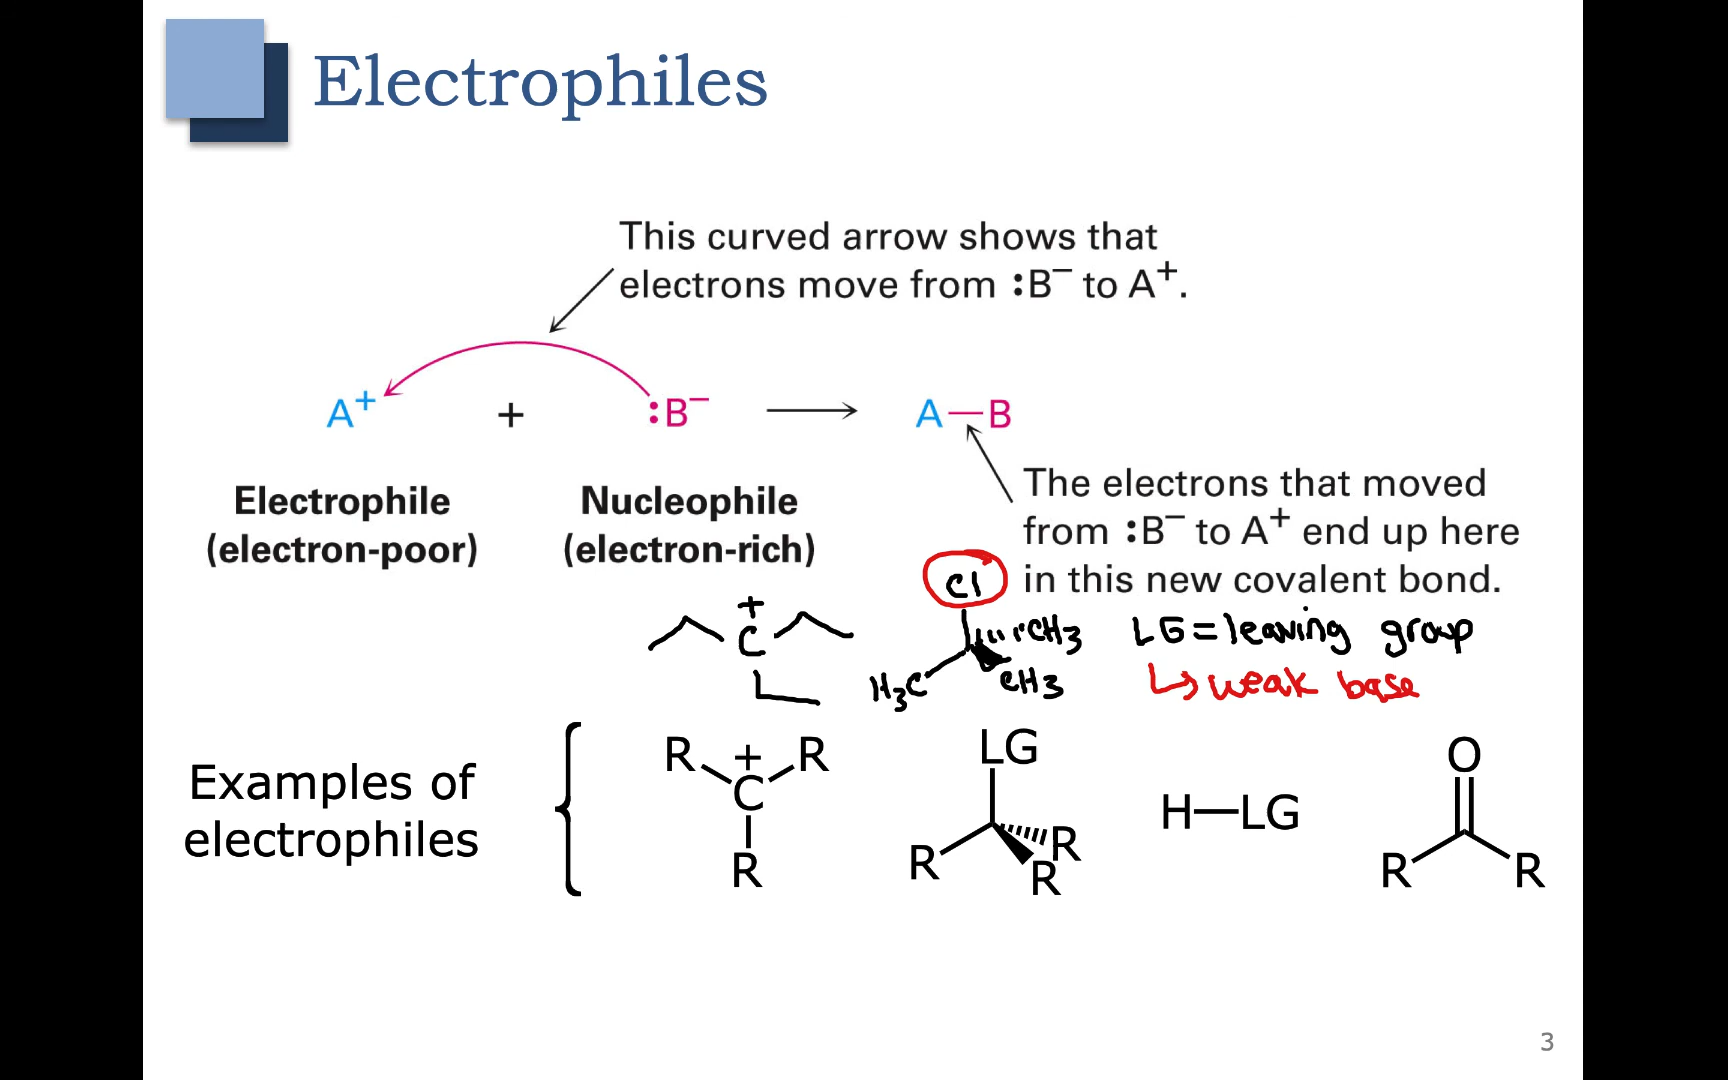 Electrophiles
This curved arrow shows that
electrons move from :B⁻ to A⁺.
A⁺ + :B⁻ ⟶ A—B
Electrophile
(electron-poor)
Nucleophile
(electron-rich)
The electrons that moved
from :B⁻ to A⁺ end up here
in this new covalent bond.
+
C
Cl
CH3
H3C
CH3
LG = leaving group
↳ weak base
Examples of
electrophiles
R + R
C
R
LG
R R
R
H—LG
O
R R
3